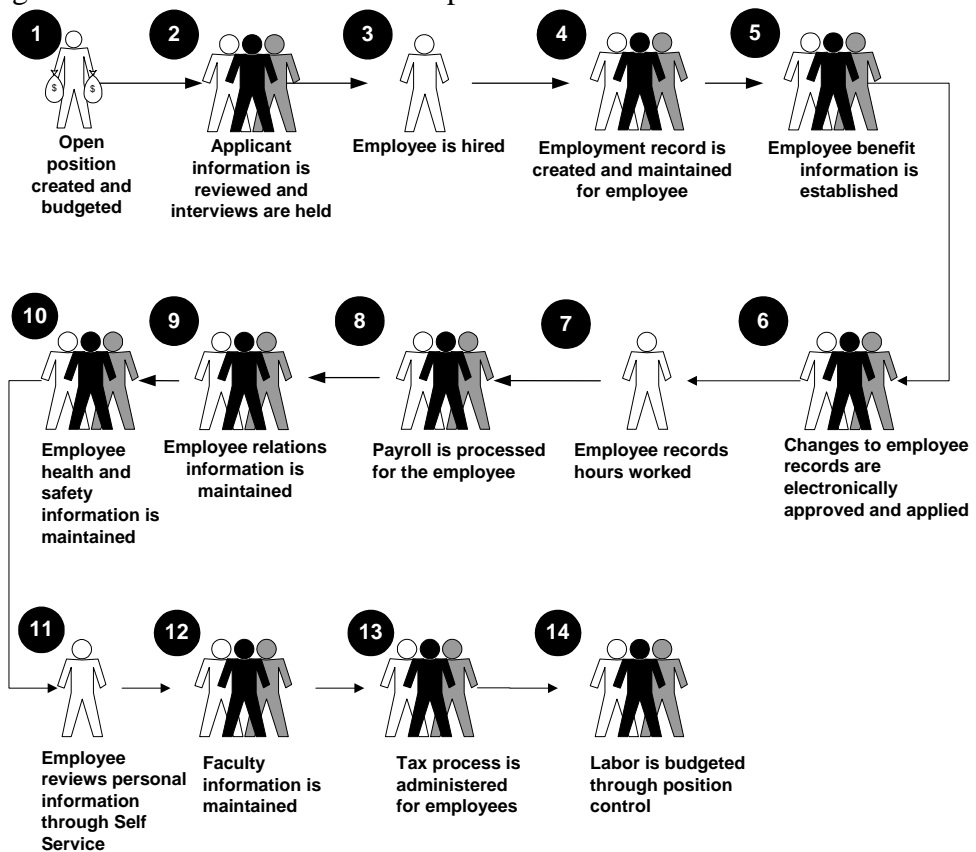 1
$
$
Open
position
created and
budgeted
2
Applicant
information is
reviewed and
interviews are held
3
Employee is hired
4
Employment record is
created and maintained
for employee
5
Employee benefit
information is
established
6
Changes to employee
records are
electronically
approved and applied
7
Employee records
hours worked
8
Payroll is processed
for the employee
9
Employee relations
information is
maintained
10
Employee
health and
safety
information is
maintained
11
Employee
reviews personal
information
through Self
Service
12
Faculty
information is
maintained
13
Tax process is
administered
for employees
14
Labor is budgeted
through position
control